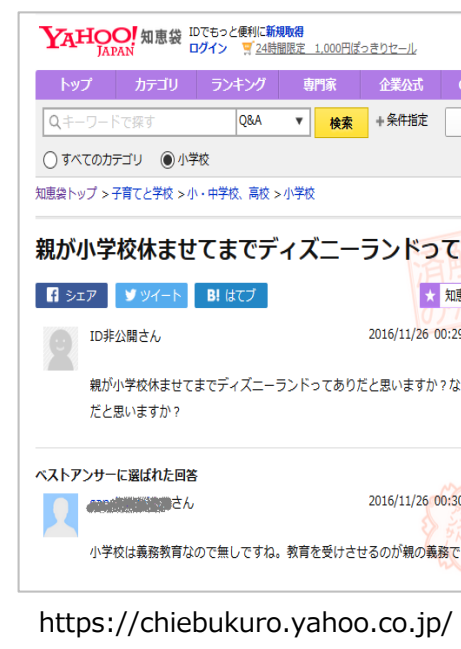 YAHOO! JAPAN 知恵袋 IDでもっと便利に新規取得
ログイン 24時間限定 1,000円ぽっきりセール
トップ カテゴリ ランキング 専門家 企業公式
キーワードで探す Q&A ▼ 検索 +条件指定
すべてのカテゴリ 小学校
知恵袋トップ > 子育てと学校 > 小・中学校、高校 > 小学校
親が小学校休ませてまでディズニーランドって
シェア ツイート B! はてブ 知恵
ID非公開さん 2016/11/26 00:29
親が小学校休ませてまでディズニーランドってありだと思いますか?な
だと思いますか?
ベストアンサーに選ばれた回答
さん 2016/11/26 00:30
小学校は義務教育なので無しですね。教育を受けさせるのが親の義務で
https://chiebukuro.yahoo.co.jp/